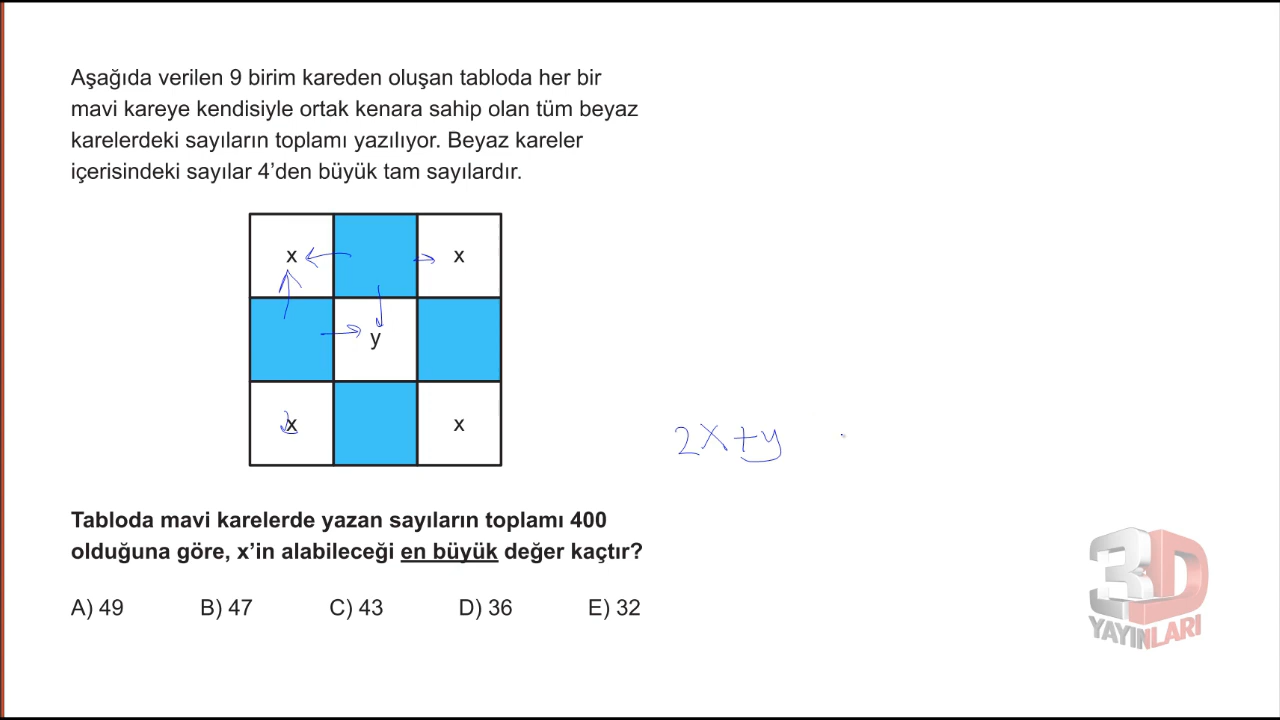 Aşağıda verilen 9 birim kareden oluşan tabloda her bir
mavi kareye kendisiyle ortak kenara sahip olan tüm beyaz
karelerdeki sayıların toplamı yazılıyor. Beyaz kareler
içerisindeki sayılar 4’den büyük tam sayılardır.
x x
y
x x
2x+y
Tabloda mavi karelerde yazan sayıların toplamı 400
olduğuna göre, x’in alabileceği en büyük değer kaçtır?
A) 49 B) 47 C) 43 D) 36 E) 32
3D
YAYINLARI